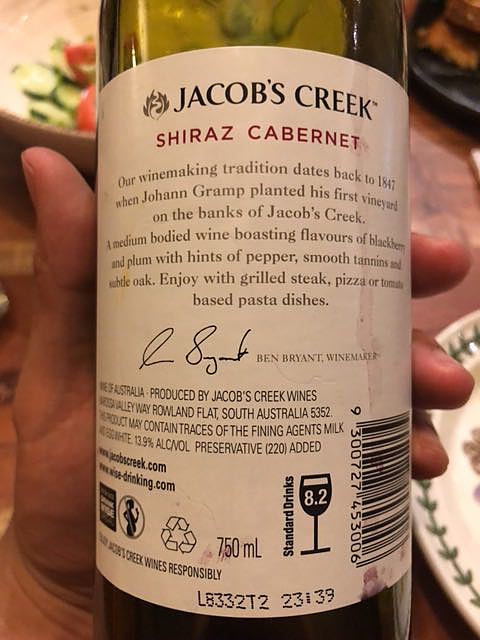 JACOB'S CREEK™
SHIRAZ CABERNET
Our winemaking tradition dates back to 1847
when Johann Gramp planted his first vineyard
on the banks of Jacob's Creek.
A medium bodied wine boasting flavours of blackberry
and plum with hints of pepper, smooth tannins and
subtle oak. Enjoy with grilled steak, pizza or tomato
based pasta dishes.
BEN BRYANT, WINEMAKER
OF AUSTRALIA · PRODUCED BY JACOB'S CREEK WINES
VALLEY WAY ROWLAND FLAT, SOUTH AUSTRALIA 5352.
THIS PRODUCT MAY CONTAIN TRACES OF THE FINING AGENTS MILK
AND EGG WHITE. 13.9% ALC/VOL PRESERVATIVE (220) ADDED
www.jacobscreek.com
www.wise-drinking.com
750 mL
Standard Drinks
8.2
9 300727 453006
ENJOY JACOB'S CREEK WINES RESPONSIBLY
L8332T2 23:39